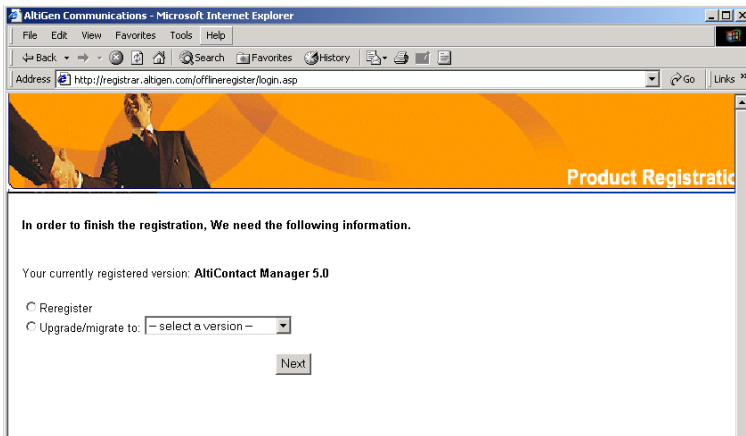 AltiGen Communications - Microsoft Internet Explorer
File Edit View Favorites Tools Help
Back Search Favorites History
Address http://registrar.altigen.com/offlineregister/login.asp Go Links »
Product Registratio
In order to finish the registration, We need the following information.
Your currently registered version: AltiContact Manager 5.0
Reregister
Upgrade/migrate to: -- select a version --
Next